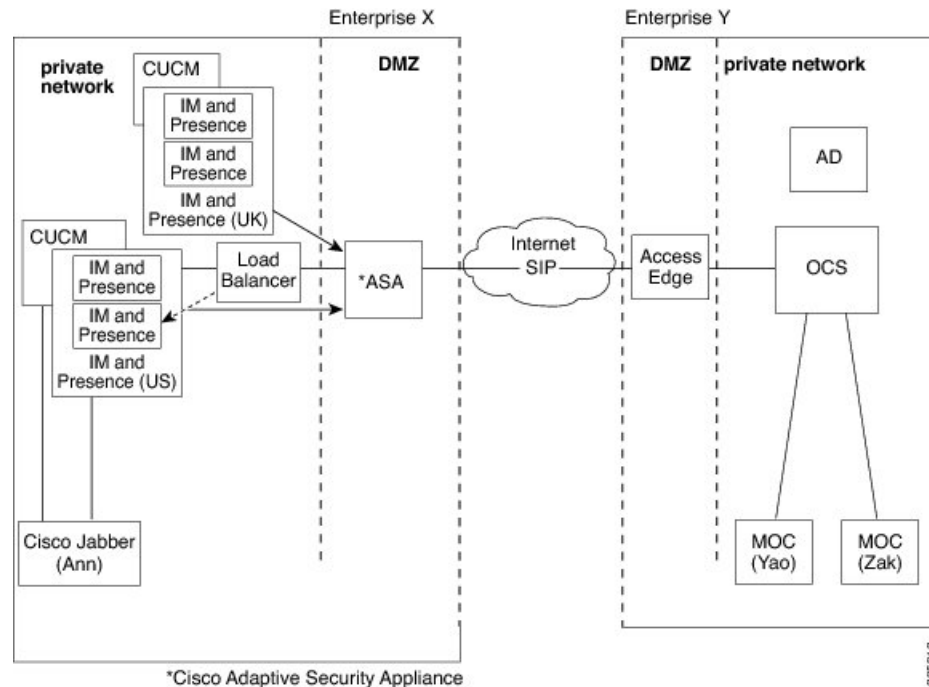 Enterprise X
Enterprise Y
private
network
CUCM
DMZ
DMZ
private network
IM and
Presence
IM and
Presence
IM and
Presence (UK)
AD
CUCM
IM and
Presence
IM and
Presence
IM and
Presence (US)
Load
Balancer
*ASA
Internet
SIP
Access
Edge
OCS
Cisco Jabber
(Ann)
MOC
(Yao)
MOC
(Zak)
*Cisco Adaptive Security Appliance